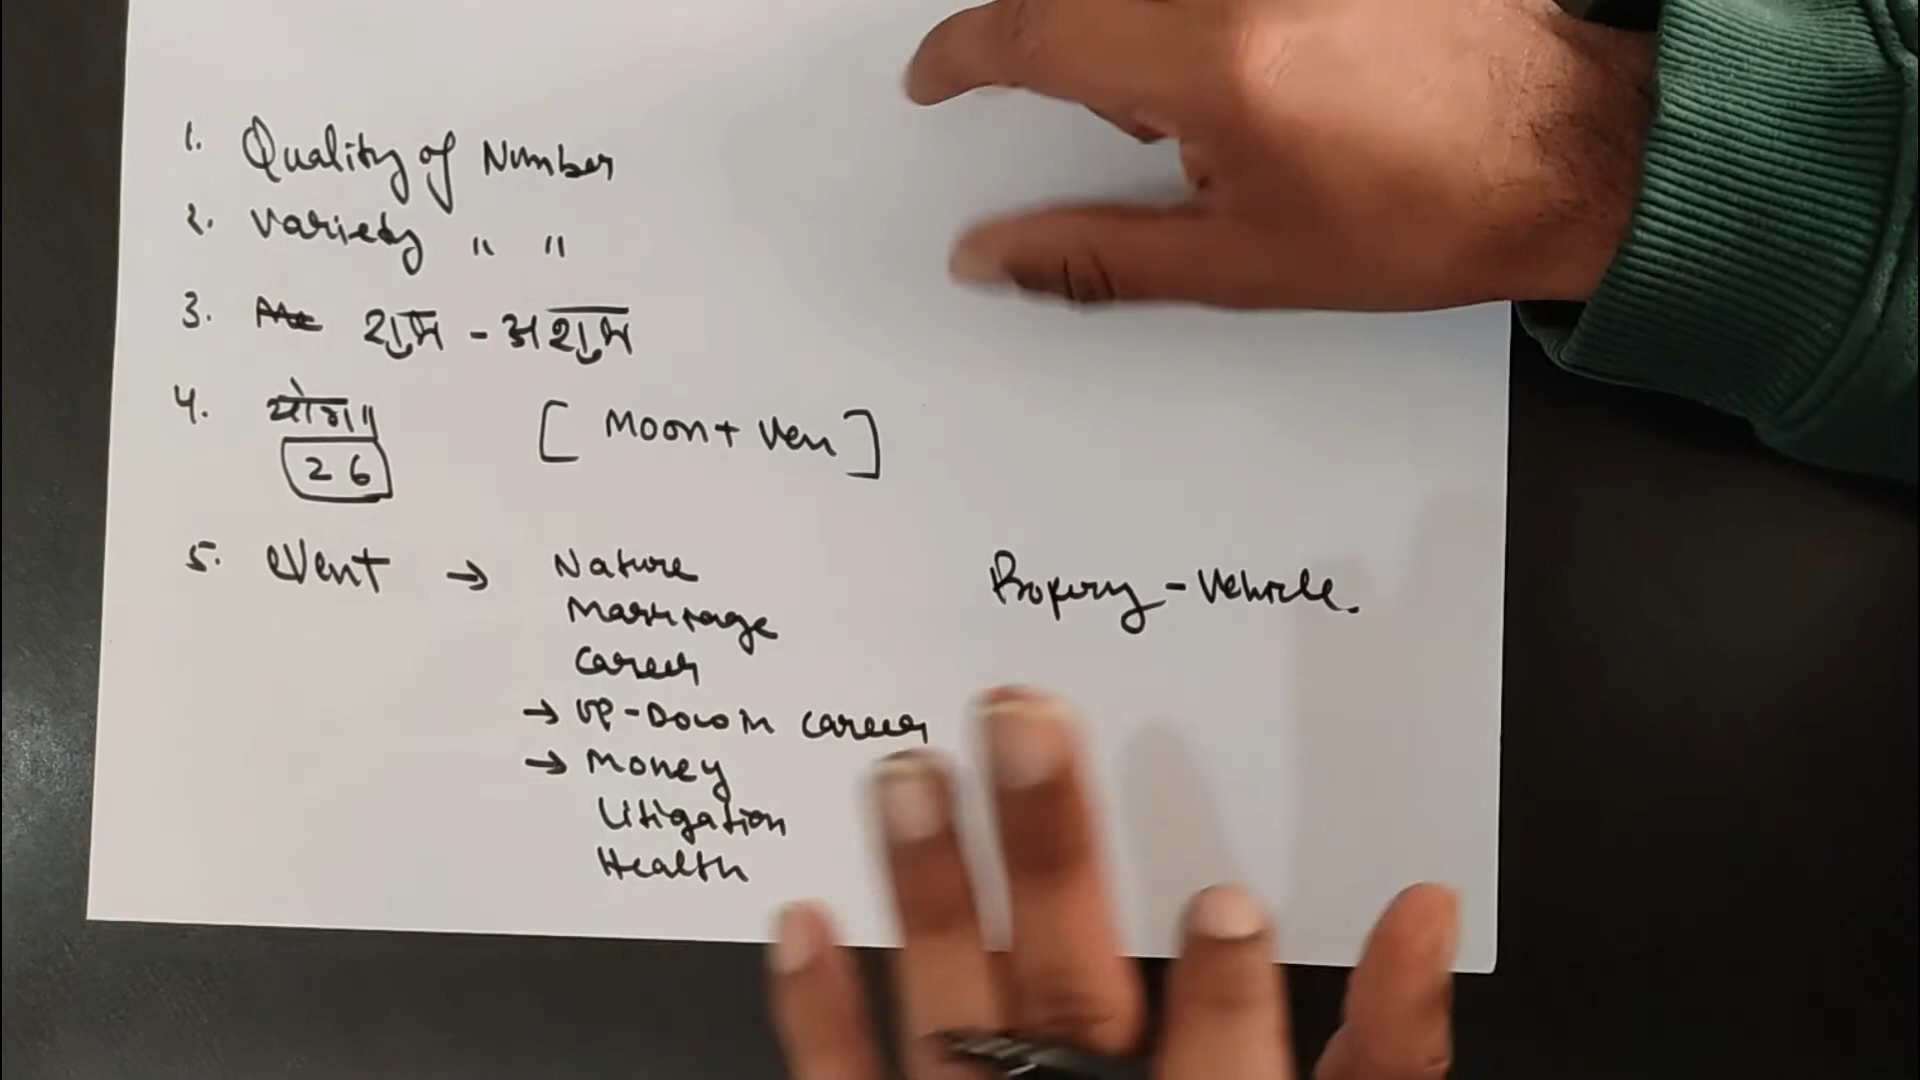 1. Quality of Number
2. Variety " "
3. शुभ - अशुभ
4. योग ॥ [Moon + Ven]
26
5. event → Nature Propery - Vehicle.
Marriage
Career
→ UP-Down Career
→ Money
Litigation
Health